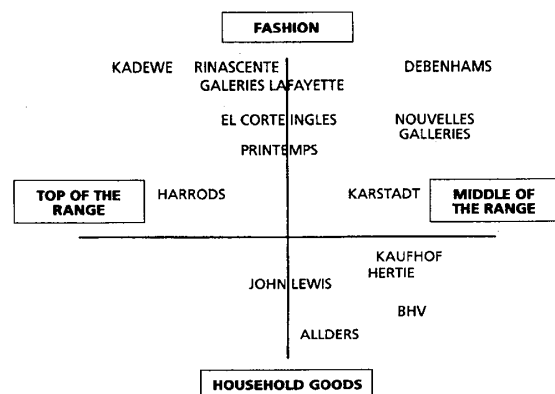 FASHION
KADEWE RINASCENTE DEBENHAMS
GALERIES LAFAYETTE
EL CORTE INGLES NOUVELLES
GALLERIES
PRINTEMPS
TOP OF THE
RANGE
HARRODS KARSTADT
MIDDLE OF
THE RANGE
KAUFHOF
HERTIE
JOHN LEWIS
BHV
ALLDERS
HOUSEHOLD GOODS